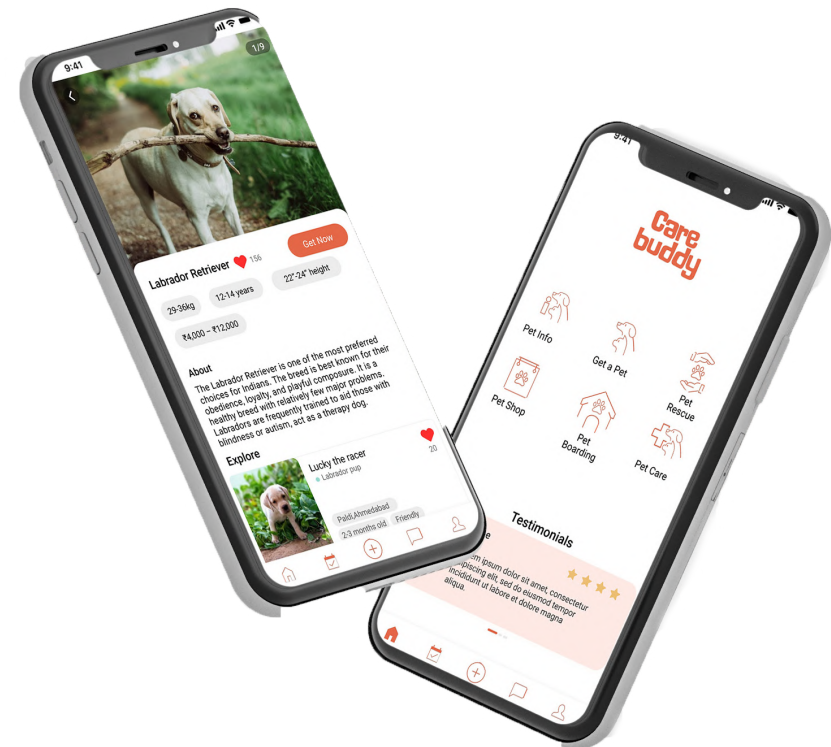 9:41
1/9
Labrador Retriever
156
Get Now
29-36kg
12-14 years
22"-24" height
₹4,000 – ₹12,000
About
The Labrador Retriever is one of the most preferred
choices for Indians. The breed is best known for their
obedience, loyalty, and playful composure. It is a
healthy breed with relatively few major problems.
Labradors are frequently trained to aid those with
blindness or autism, act as a therapy dog.
Explore
Lucky the racer
20
Labrador pup
Paldi,Ahmedabad
2-3 months old
Friendly
9:41
Care
buddy
Pet Info
Get a Pet
Pet
Rescue
Pet Shop
Pet
Boarding
Pet Care
Testimonials
ipsum dolor sit amet, consectetur
adipiscing elit, sed do eiusmod tempor
incididunt ut labore et dolore magna
aliqua.